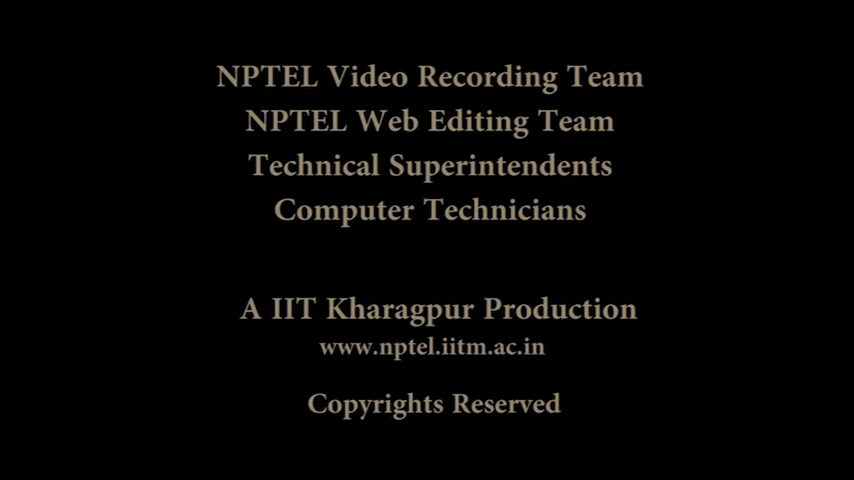 NPTEL Video Recording Team
NPTEL Web Editing Team
Technical Superintendents
Computer Technicians
A IIT Kharagpur Production
www.nptel.iitm.ac.in
Copyrights Reserved